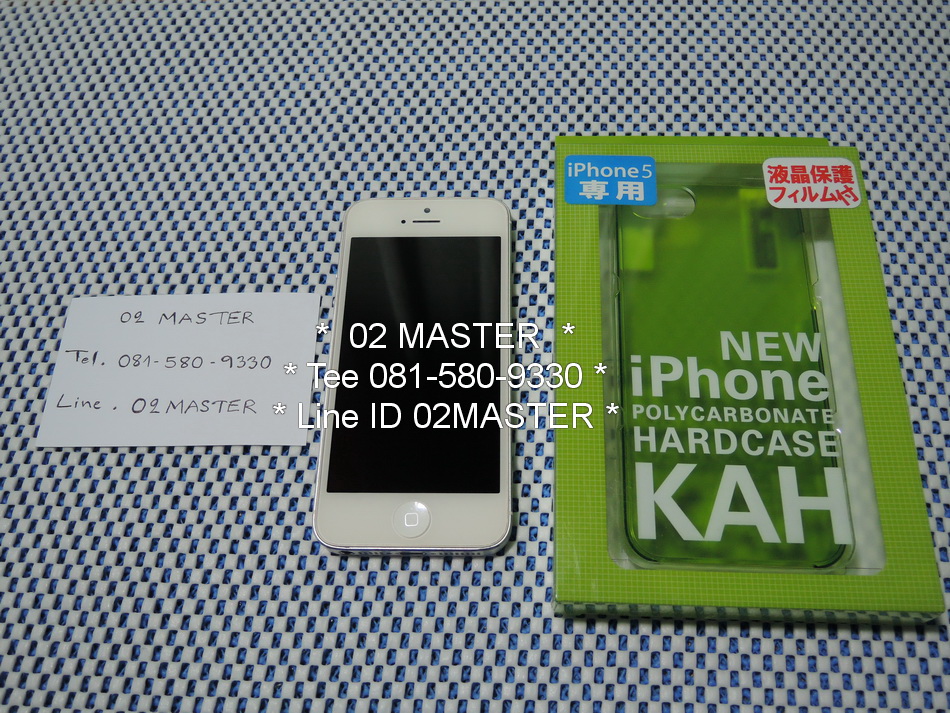 02 MASTER
Tel. 081-580-9330
Line . 02MASTER
* 02 MASTER *
* Tee 081-580-9330 *
* Line ID 02MASTER *
iPhone5
専用
液晶保護
フィルム付
NEW
iPhone
POLYCARBONATE
HARDCASE
KAH